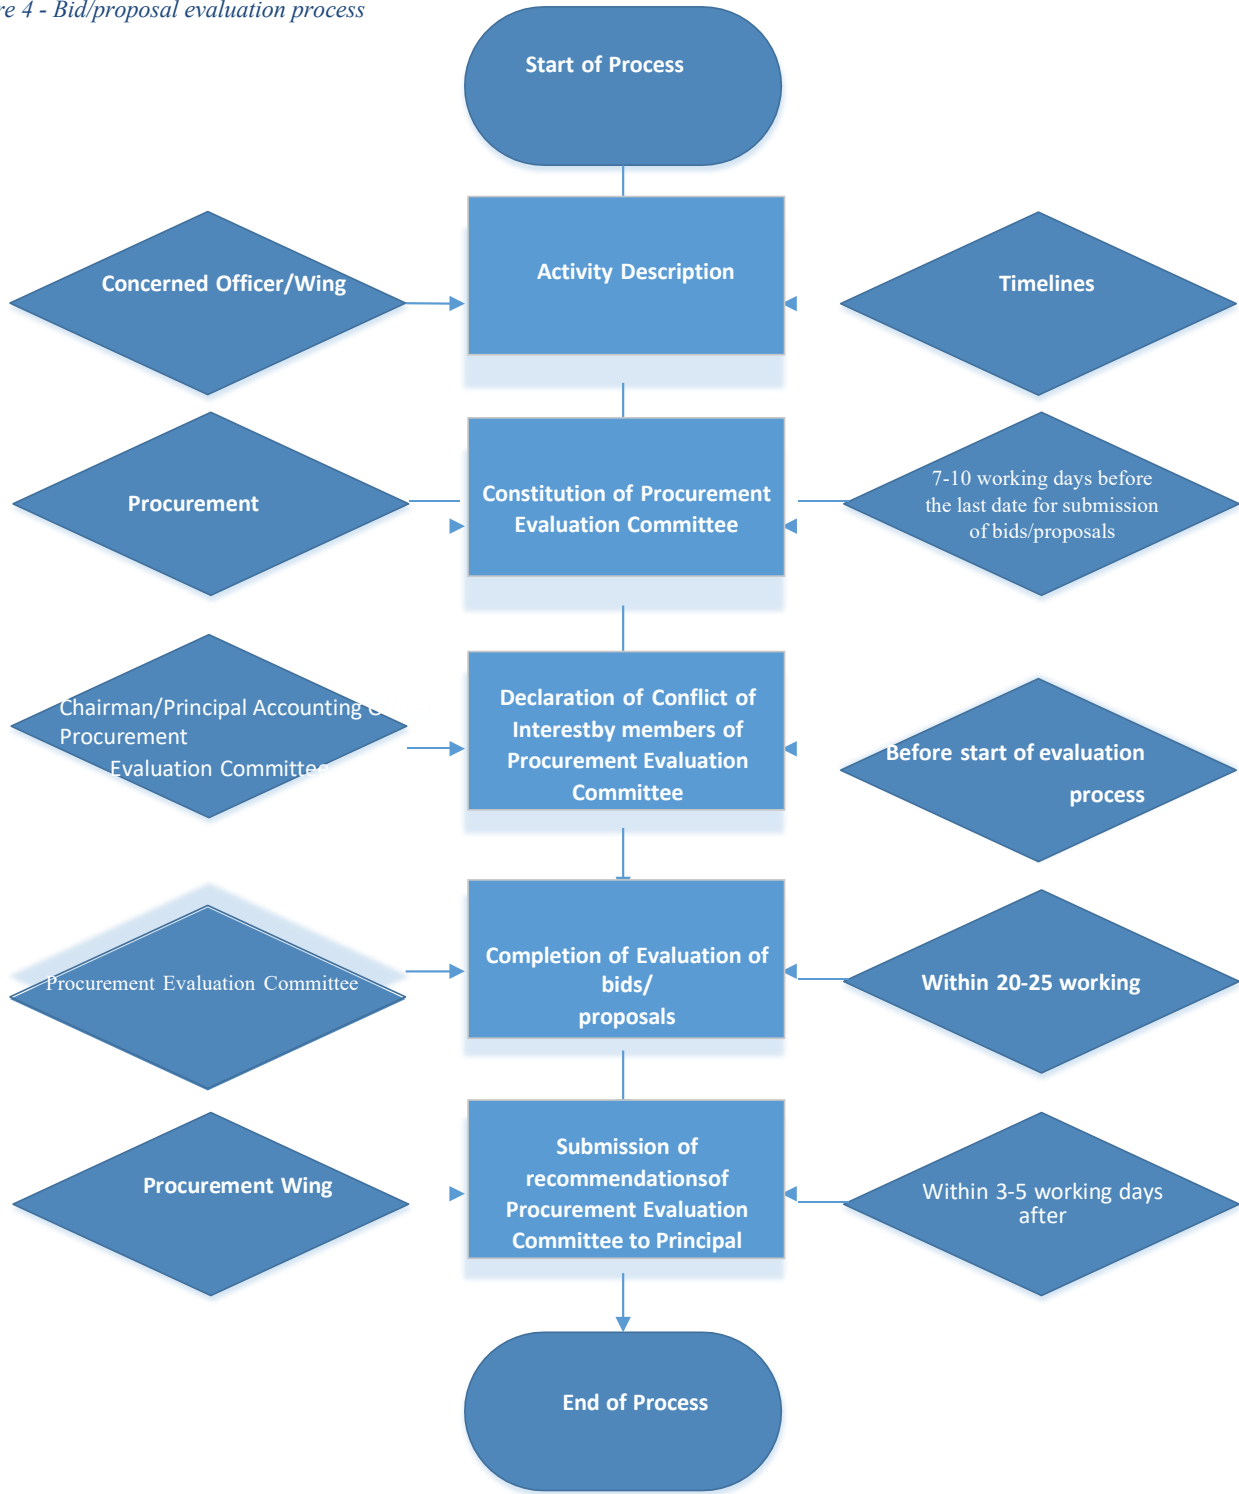 re 4 - Bid/proposal evaluation process
Start of Process
Concerned Officer/Wing
Activity Description
Timelines
Procurement
Constitution of Procurement
Evaluation Committee
7-10 working days before
the last date for submission
of bids/proposals
Chairman/Principal Accounting
Procurement
Evaluation Committee
Declaration of Conflict of
Interestby members of
Procurement Evaluation
Committee
Before start of evaluation
process
Procurement Evaluation Committee
Completion of Evaluation of
bids/
proposals
Within 20-25 working
Procurement Wing
Submission of
recommendationsof
Procurement Evaluation
Committee to Principal
Within 3-5 working days
after
End of Process